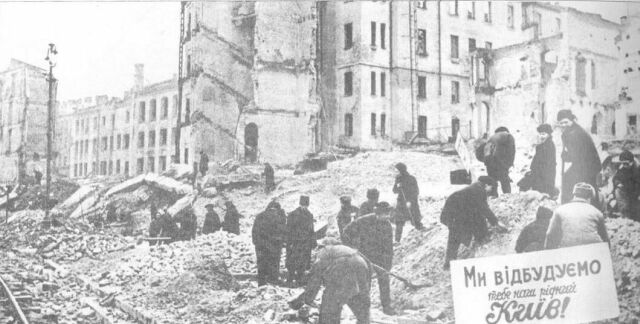 Ми відбудуємо
тебе наш рідний
Київ!